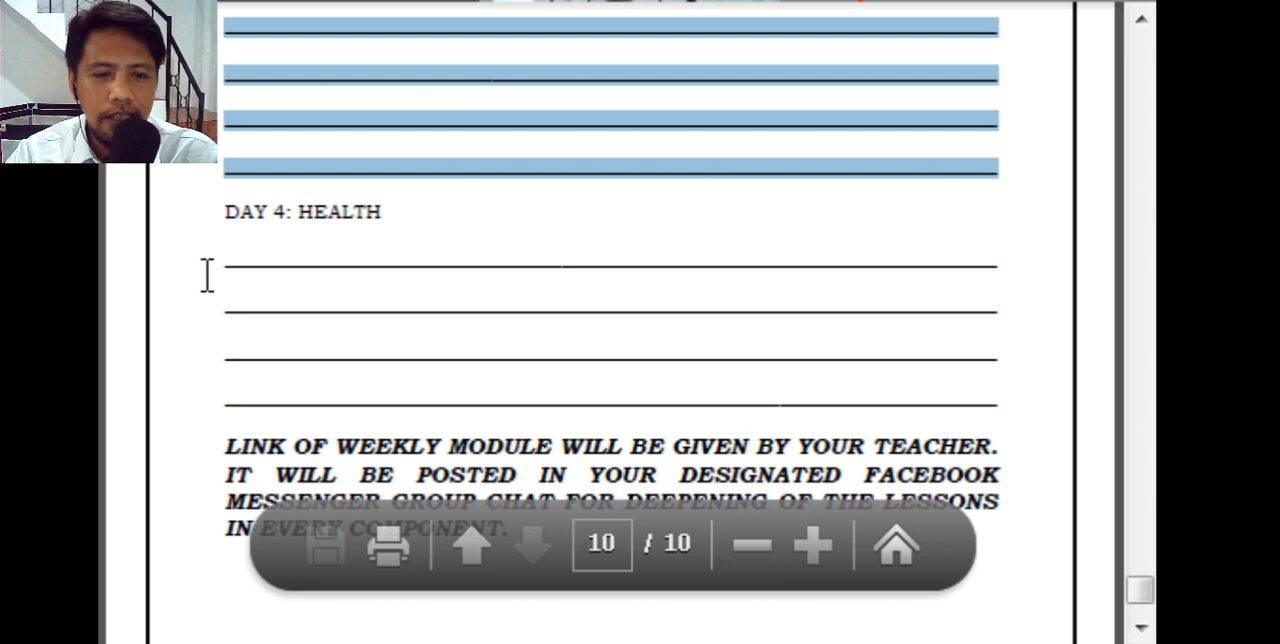 DAY 4: HEALTH
LINK OF WEEKLY MODULE WILL BE GIVEN BY YOUR TEACHER.
IT WILL BE POSTED IN YOUR DESIGNATED FACEBOOK
MESSENGER GROUP CHAT FOR DEEPENING OF THE LESSONS
IN EVERY COMPONENT.
10 / 10